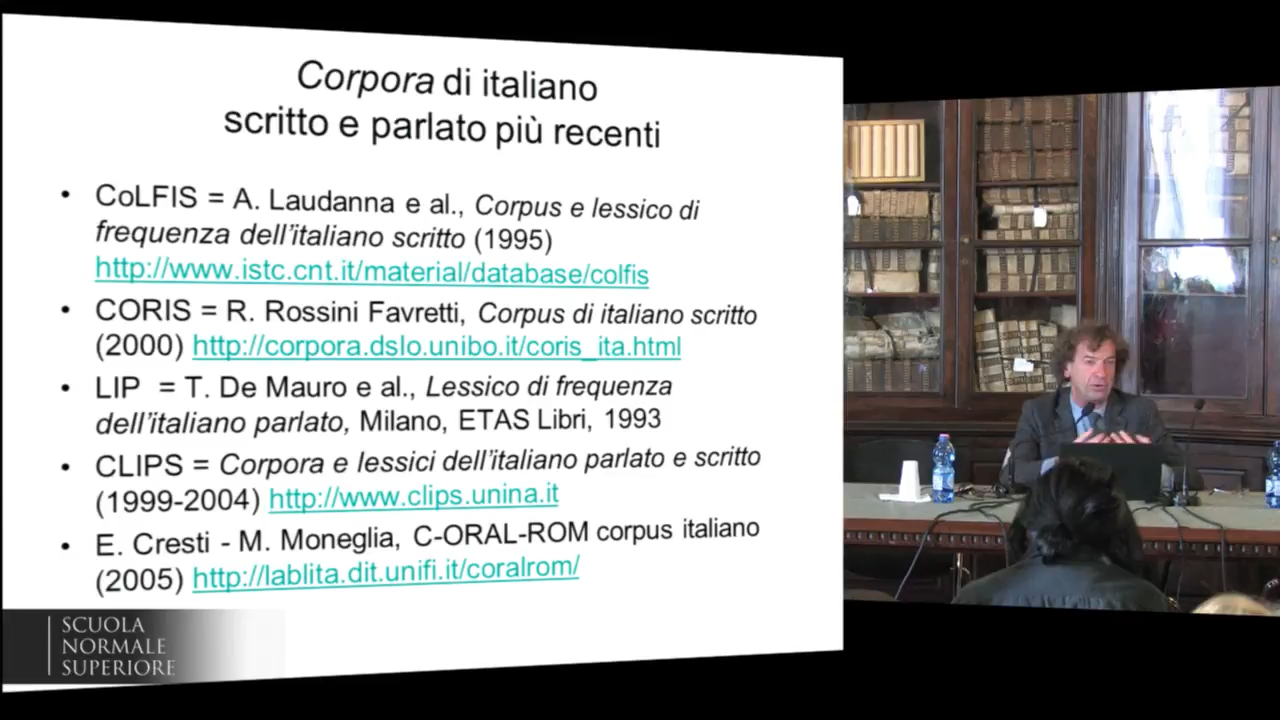 Corpora di italiano
scritto e parlato più recenti
• CoLFIS = A. Laudanna e al., Corpus e lessico di
frequenza dell'italiano scritto (1995)
http://www.istc.cnt.it/material/database/colfis
• CORIS = R. Rossini Favretti, Corpus di italiano scritto
(2000) http://corpora.dslo.unibo.it/coris_ita.html
• LIP = T. De Mauro e al., Lessico di frequenza
dell'italiano parlato, Milano, ETAS Libri, 1993
• CLIPS = Corpora e lessici dell'italiano parlato e scritto
(1999-2004) http://www.clips.unina.it
• E. Cresti - M. Moneglia, C-ORAL-ROM corpus italiano
(2005) http://lablita.dit.unifi.it/coralrom/
SCUOLA
NORMALE
SUPERIORE